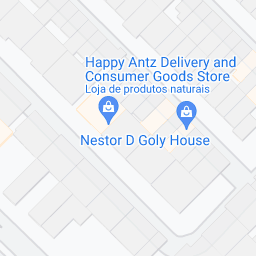 Happy Antz Delivery and
Consumer Goods Store
Loja de produtos naturais
Nestor D Goly House